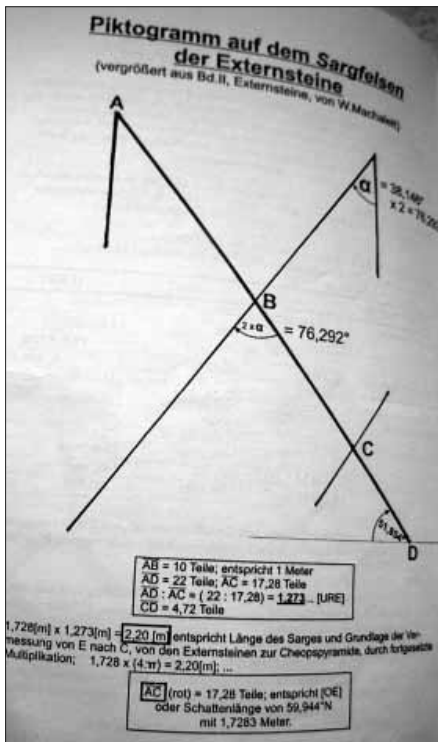 Piktogramm auf dem Sargfelsen
der Externsteine
(vergrößert aus Bd.II, Externsteine, von W.Machalett)
A
α = 38,146°
x 2 = 76,292
B
2 x α = 76,292°
C
51,854°
D
AB = 10 Teile; entspricht 1 Meter
AD = 22 Teile; AC = 17,28 Teile
AD : AC = ( 22 : 17,28) = 1,273 .. [URE]
CD = 4,72 Teile
1,728[m] x 1,273[m] = 2,20 [m] entspricht Länge des Sarges und Grundlage der Ver-
messung von E nach C, von den Externsteinen zur Cheopspyramide, durch fortgesetzte
Multiplikation; 1,728 x (4:π) = 2,20[m]; ...
AC (rot) = 17,28 Teile; entspricht [OE]
oder Schattenlänge von 59,944°N
mit 1,7283 Meter.